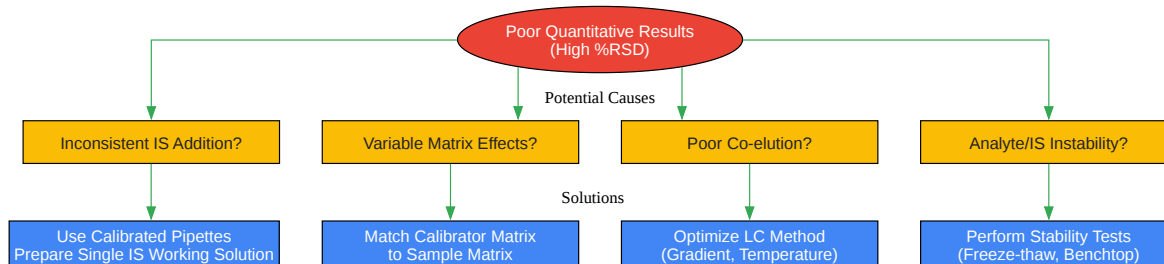 Poor Quantitative Results
(High %RSD)
Potential Causes
Inconsistent IS Addition?
Variable Matrix Effects?
Poor Co-elution?
Analyte/IS Instability?
Solutions
Use Calibrated Pipettes
Prepare Single IS Working Solution
Match Calibrator Matrix
to Sample Matrix
Optimize LC Method
(Gradient, Temperature)
Perform Stability Tests
(Freeze-thaw, Benchtop)